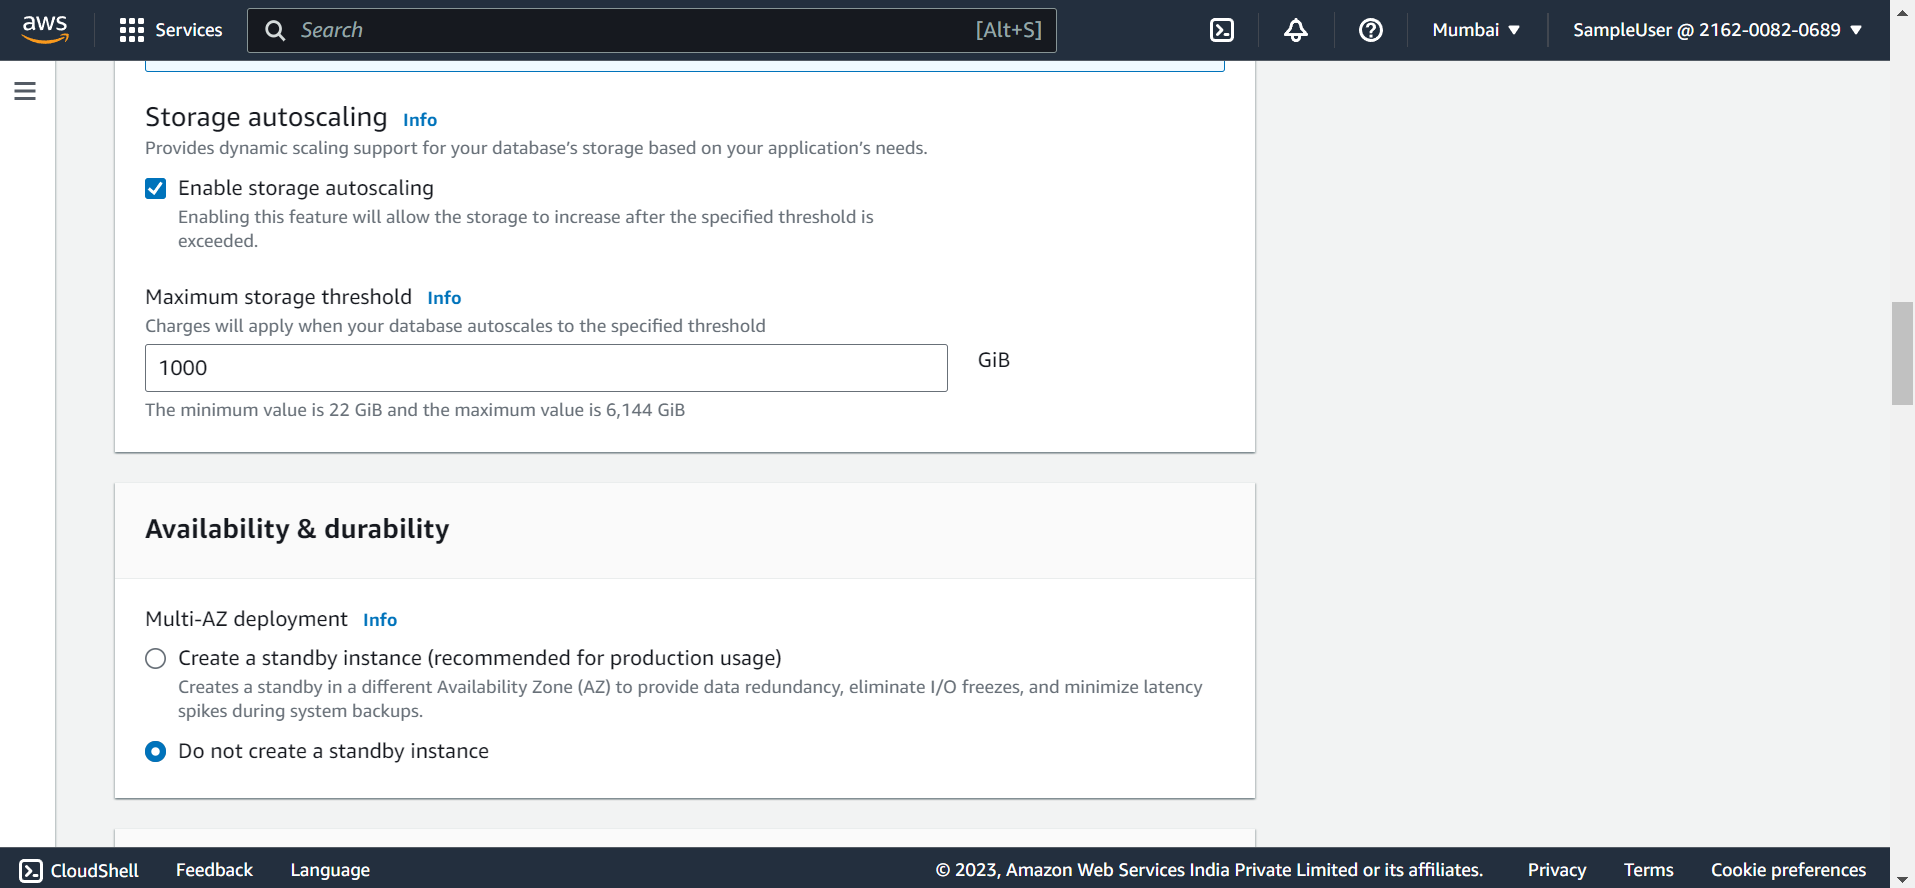 aws
Services
Search
[Alt+S]
Mumbai
SampleUser @ 2162-0082-0689
Storage autoscaling Info
Provides dynamic scaling support for your database’s storage based on your application’s needs.
Enable storage autoscaling
Enabling this feature will allow the storage to increase after the specified threshold is
exceeded.
Maximum storage threshold Info
Charges will apply when your database autoscales to the specified threshold
1000
GiB
The minimum value is 22 GiB and the maximum value is 6,144 GiB
Availability & durability
Multi-AZ deployment Info
Create a standby instance (recommended for production usage)
Creates a standby in a different Availability Zone (AZ) to provide data redundancy, eliminate I/O freezes, and minimize latency
spikes during system backups.
Do not create a standby instance
CloudShell
Feedback
Language
© 2023, Amazon Web Services India Private Limited or its affiliates.
Privacy
Terms
Cookie preferences